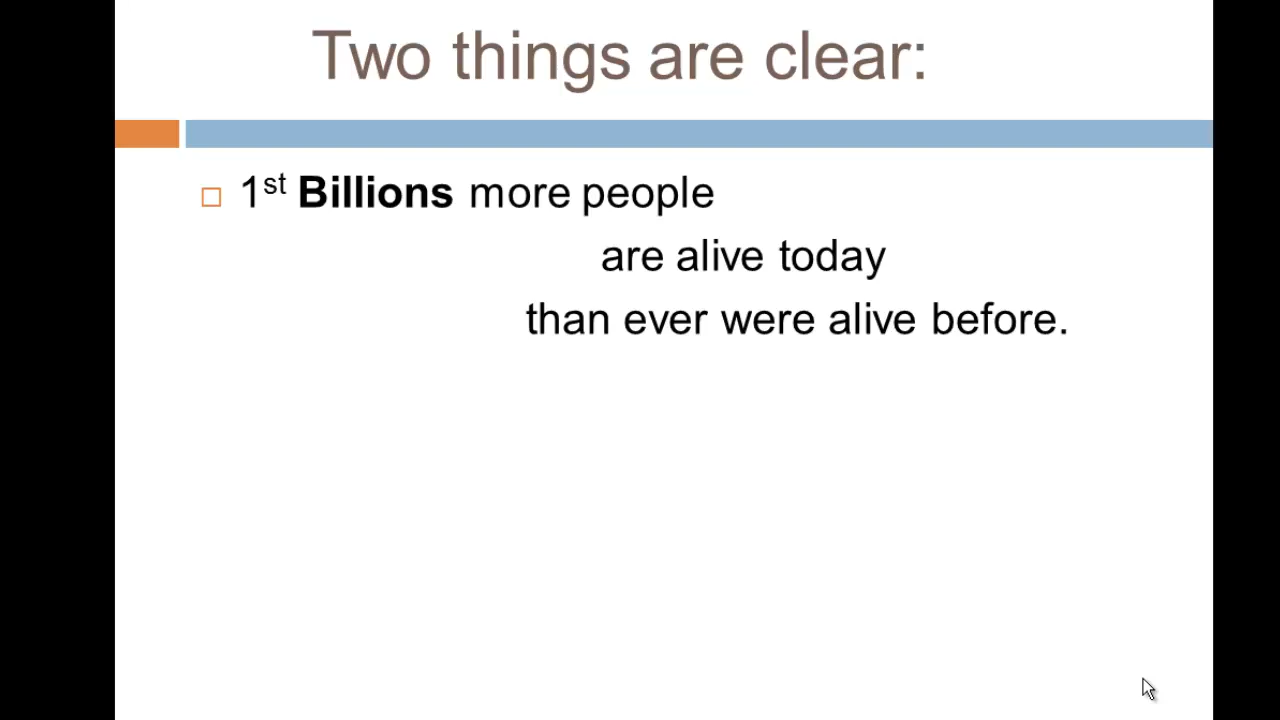 Two things are clear:
1st Billions more people
are alive today
than ever were alive before.